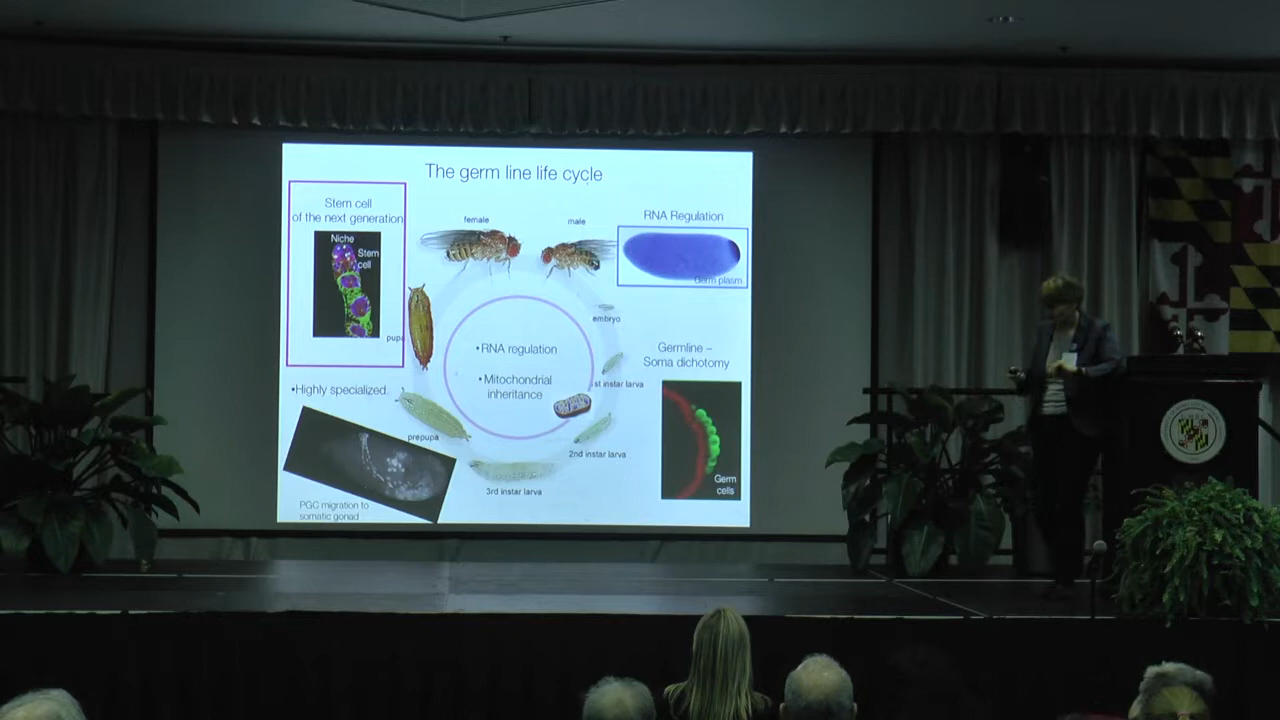 The germ line life cycle
Stem cell
of the next generation
Niche
Stem
cell
female
male
RNA Regulation
Germ plasm
embryo
pupa
•RNA regulation
•Mitochondrial
inheritance
Germline –
Soma dichotomy
st instar larva
•Highly specialized
prepupa
2nd instar larva
3rd instar larva
Germ
cells
PGC migration to
somatic gonad